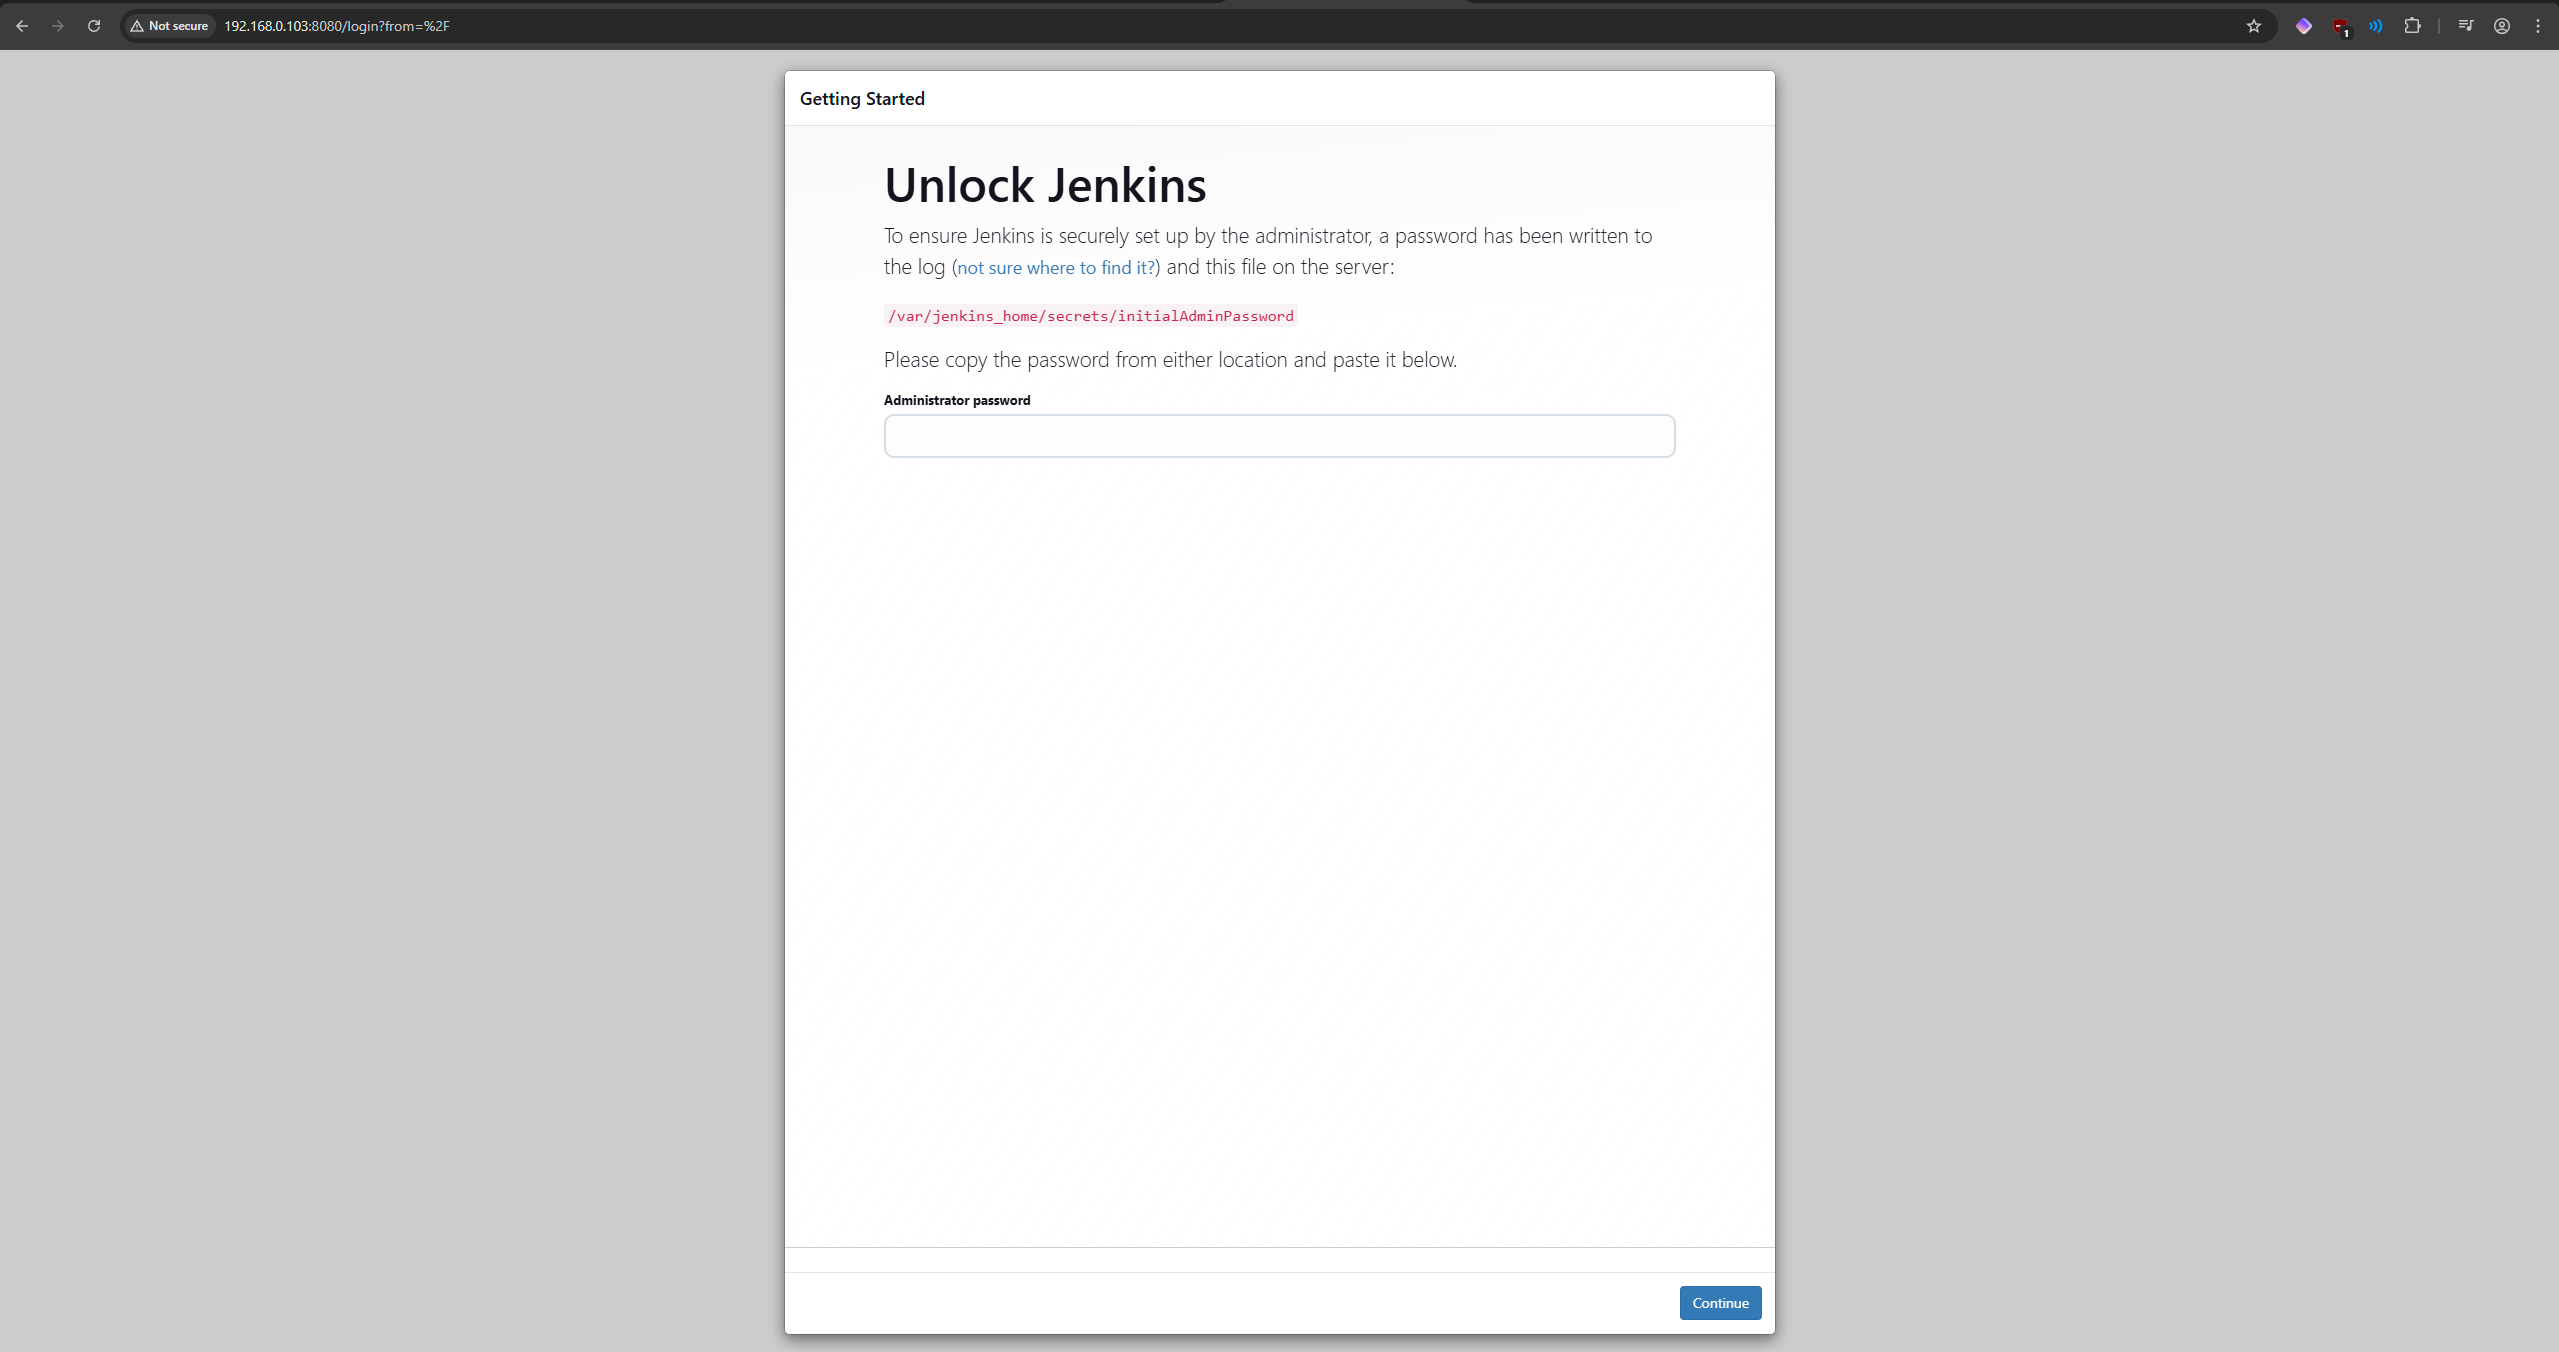 Not secure
192.168.0.103:8080/login?from=%2F
1
Getting Started
Unlock Jenkins
To ensure Jenkins is securely set up by the administrator, a password has been written to
the log (not sure where to find it?) and this file on the server:
/var/jenkins_home/secrets/initialAdminPassword
Please copy the password from either location and paste it below.
Administrator password
Continue